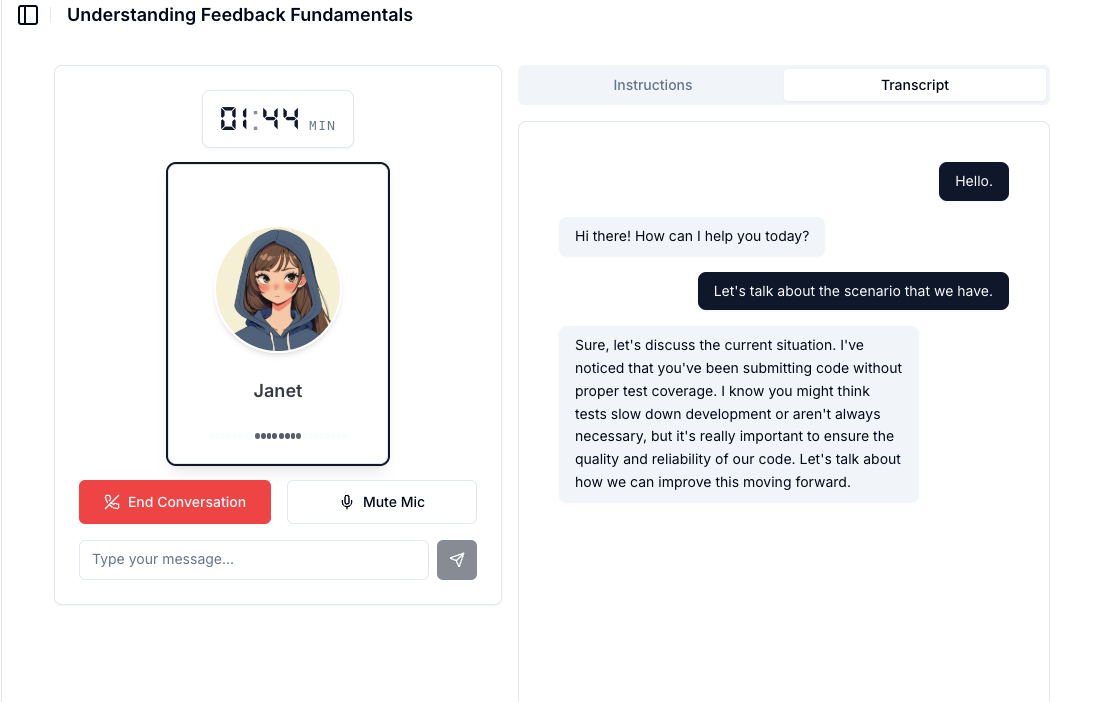 Understanding Feedback Fundamentals
01:44 MIN
Janet
End Conversation
Mute Mic
Type your message...
Instructions
Transcript
Hello.
Hi there! How can I help you today?
Let's talk about the scenario that we have.
Sure, let's discuss the current situation. I've
noticed that you've been submitting code without
proper test coverage. I know you might think
tests slow down development or aren't always
necessary, but it's really important to ensure the
quality and reliability of our code. Let's talk about
how we can improve this moving forward.